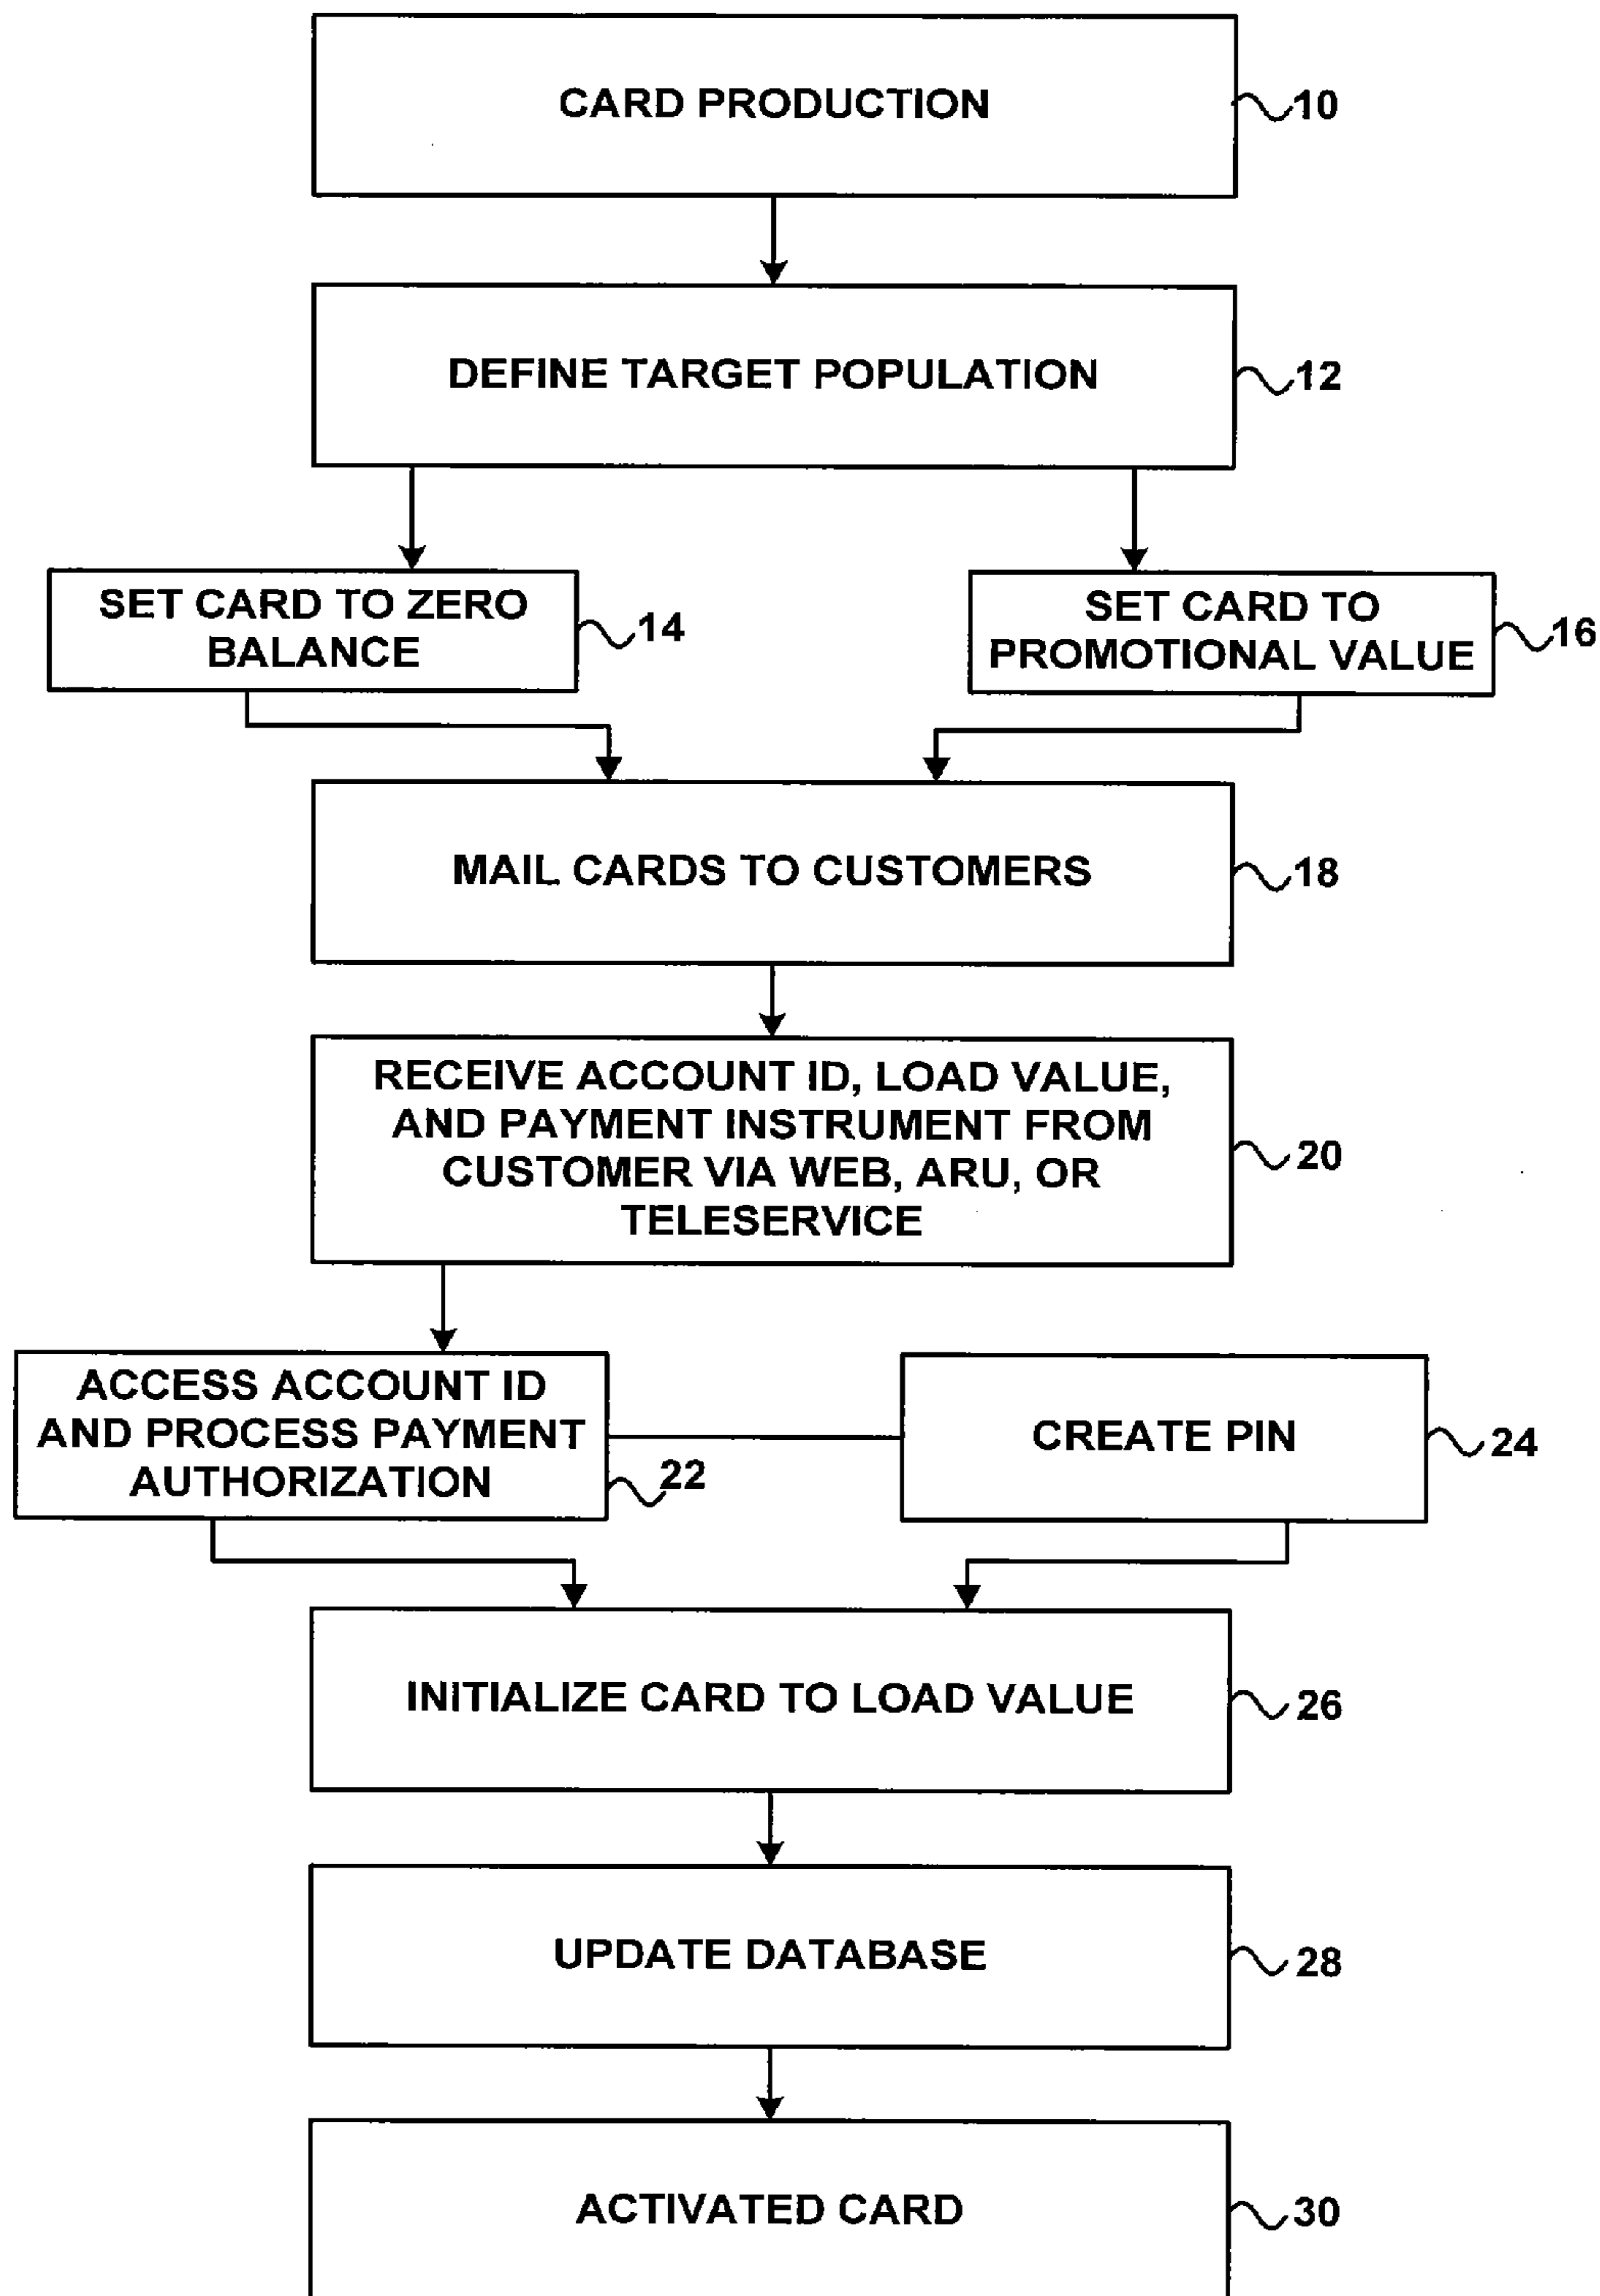 CARD PRODUCTION
10
DEFINE TARGET POPULATION
12
SET CARD TO ZERO
BALANCE
14
SET CARD TO
PROMOTIONAL VALUE
16
MAIL CARDS TO CUSTOMERS
18
RECEIVE ACCOUNT ID, LOAD VALUE,
AND PAYMENT INSTRUMENT FROM
CUSTOMER VIA WEB, ARU, OR
TELESERVICE
20
ACCESS ACCOUNT ID
AND PROCESS PAYMENT
AUTHORIZATION
22
CREATE PIN
24
INITIALIZE CARD TO LOAD VALUE
26
UPDATE DATABASE
28
ACTIVATED CARD
30